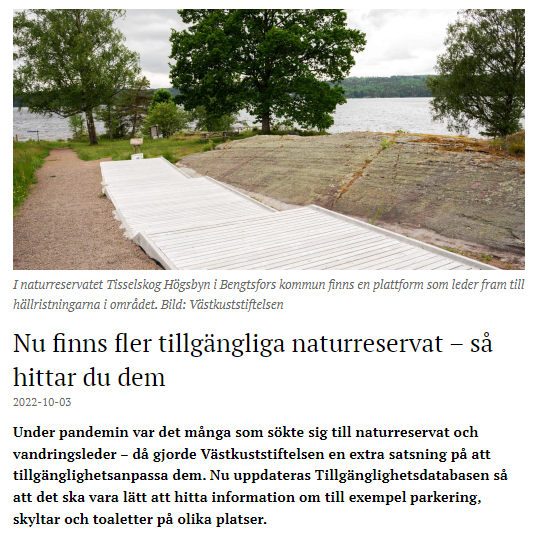 I naturreservatet Tisselskog Högsbyn i Bengtsfors kommun finns en plattform som leder fram till
hällristningarna i området. Bild: Västkuststiftelsen
Nu finns fler tillgängliga naturreservat – så
hittar du dem
2022-10-03
Under pandemin var det många som sökte sig till naturreservat och
vandringsleder – då gjorde Västkuststiftelsen en extra satsning på att
tillgänglighetsanpassa dem. Nu uppdateras Tillgänglighetsdatabasen så
att det ska vara lätt att hitta information om till exempel parkering,
skyltar och toaletter på olika platser.